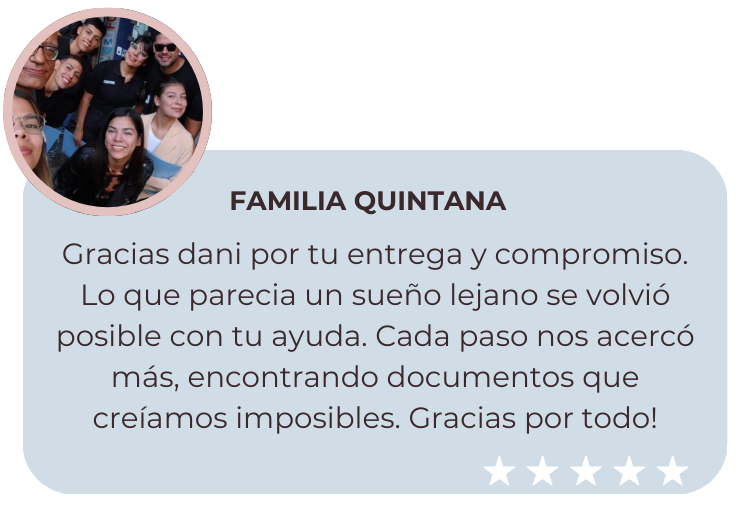 FAMILIA QUINTANA
Gracias dani por tu entrega y compromiso.
Lo que parecia un sueño lejano se volvió
posible con tu ayuda. Cada paso nos acercó
más, encontrando documentos que
creíamos imposibles. Gracias por todo!